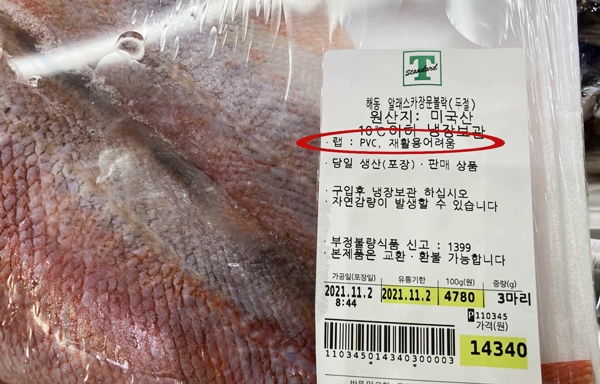 T
Standard
해동 알래스카장문볼락(두절)
원산지: 미국산
10℃이하 냉장보관
· 랩 : PVC, 재활용어려움
· 당일 생산(포장)·판매 상품
· 구입후 냉장보관 하십시오
· 자연감량이 발생할 수 있습니다
· 부정불량식품 신고 : 1399
· 본제품은 교환·환불 가능합니다
가공일(포장일) 유통기한 100g(원) 중량(g)
2021.11.2 2021.11.2 4780 3마리
8:44
P110345
가격(원)
14340
110345014340300003